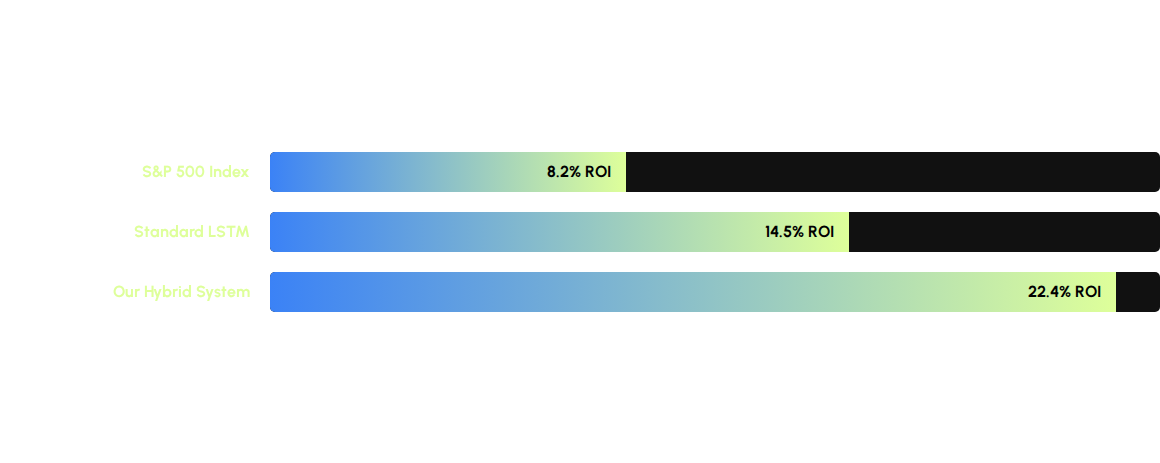 S&P 500 Index 8.2% ROI
Standard LSTM 14.5% ROI
Our Hybrid System 22.4% ROI